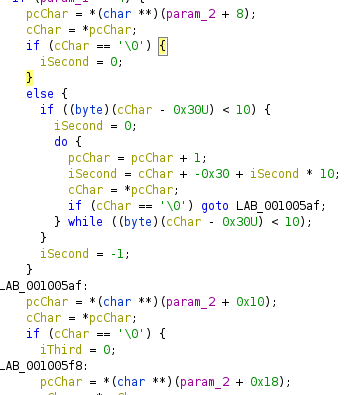 pcChar = *(char **)(param_2 + 8);
cChar = *pcChar;
if (cChar == '\0') {
iSecond = 0;
}
else {
if ((byte)(cChar - 0x30U) < 10) {
iSecond = 0;
do {
pcChar = pcChar + 1;
iSecond = cChar + -0x30 + iSecond * 10;
cChar = *pcChar;
if (cChar == '\0') goto LAB_001005af;
} while ((byte)(cChar - 0x30U) < 10);
}
iSecond = -1;
}
LAB_001005af:
pcChar = *(char **)(param_2 + 0x10);
cChar = *pcChar;
if (cChar == '\0') {
iThird = 0;
LAB_001005f8:
pcChar = *(char **)(param_2 + 0x18);